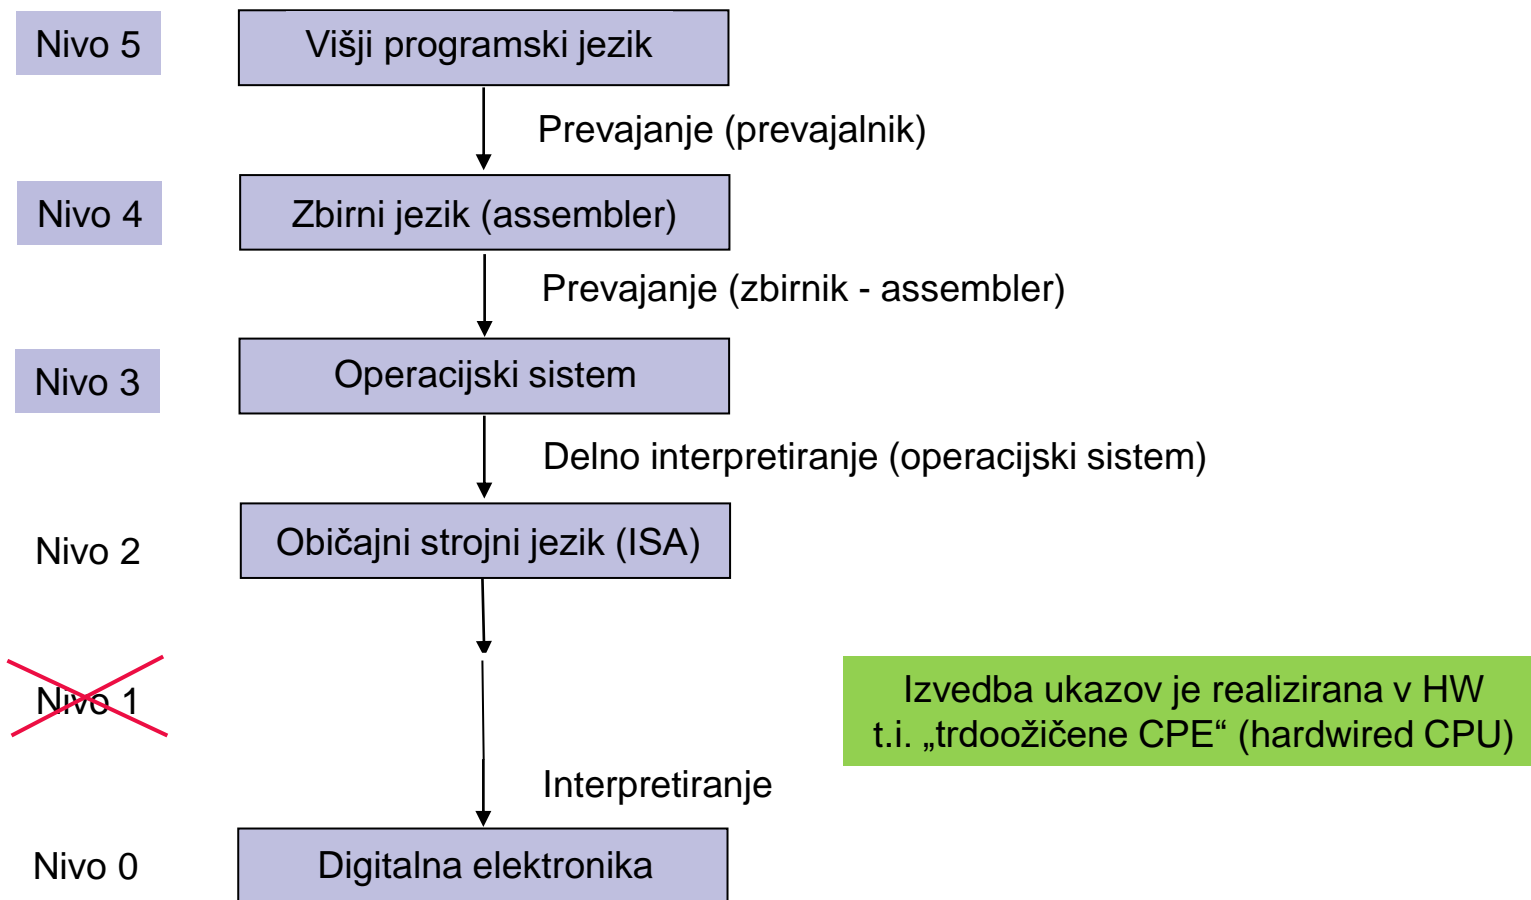 Nivo 5
Višji programski jezik
Prevajanje (prevajalnik)
Nivo 4
Zbirni jezik (assembler)
Prevajanje (zbirnik - assembler)
Nivo 3
Operacijski sistem
Delno interpretiranje (operacijski sistem)
Nivo 2
Običajni strojni jezik (ISA)
Nivo 1
Izvedba ukazov je realizirana v HW
t.i. „trdoožičene CPE“ (hardwired CPU)
Interpretiranje
Nivo 0
Digitalna elektronika